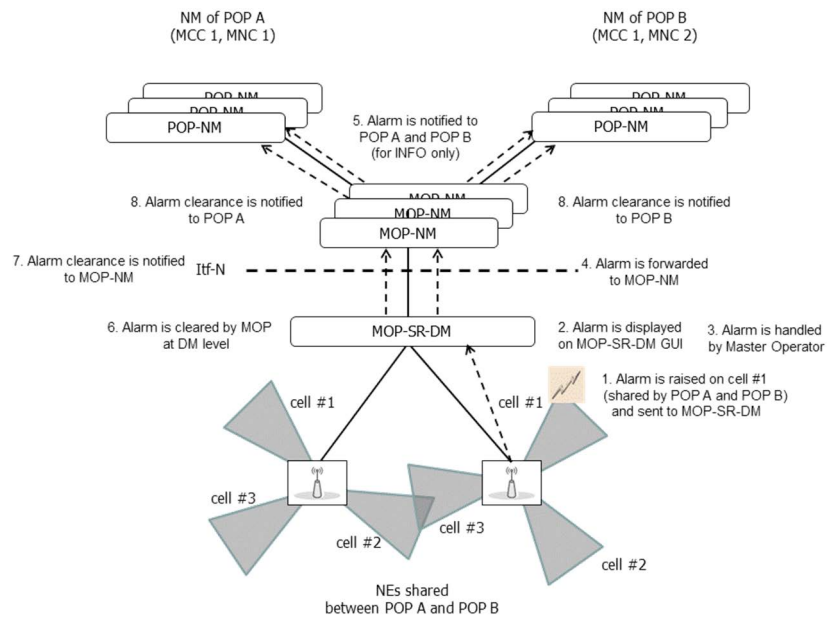 NM of POP A
(MCC 1, MNC 1)
NM of POP B
(MCC 1, MNC 2)
POP-NM
POP-NM
POP-NM
POP-NM
POP-NM
POP-NM
5. Alarm is notified to
POP A and POP B
(for INFO only)
8. Alarm clearance is notified
to POP A
MOP-NM
MOP-NM
MOP-NM
8. Alarm clearance is notified
to POP B
7. Alarm clearance is notified
to MOP-NM
Itf-N
4. Alarm is forwarded
to MOP-NM
6. Alarm is cleared by MOP
at DM level
MOP-SR-DM
2. Alarm is displayed
on MOP-SR-DM GUI
3. Alarm is handled
by Master Operator
1. Alarm is raised on cell #1
(shared by POP A and POP B)
and sent to MOP-SR-DM
cell #1
cell #1
cell #3
cell #2
cell #3
cell #2
NEs shared
between POP A and POP B